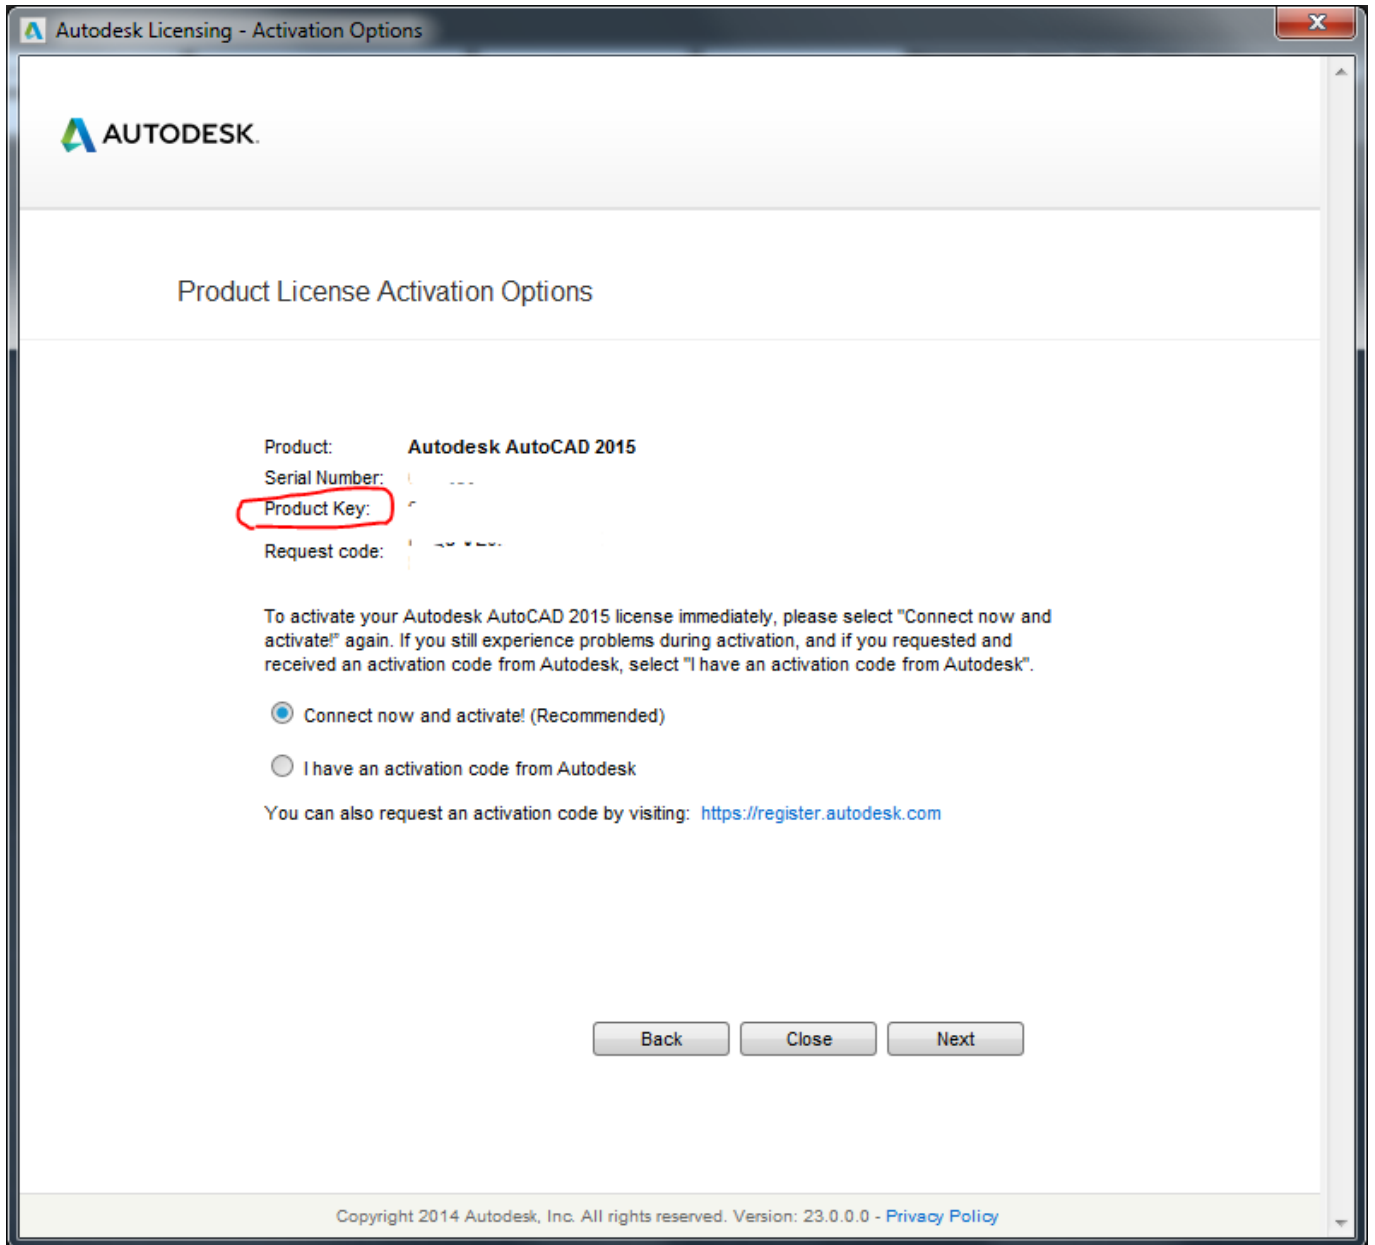 Autodesk Licensing - Activation Options
AUTODESK.
Product License Activation Options
Product: Autodesk AutoCAD 2015
Serial Number:
Product Key:
Request code:
To activate your Autodesk AutoCAD 2015 license immediately, please select "Connect now and
activate!" again. If you still experience problems during activation, and if you requested and
received an activation code from Autodesk, select "I have an activation code from Autodesk".
Connect now and activate! (Recommended)
I have an activation code from Autodesk
You can also request an activation code by visiting: https://register.autodesk.com
Back Close Next
Copyright 2014 Autodesk, Inc. All rights reserved. Version: 23.0.0.0 - Privacy Policy